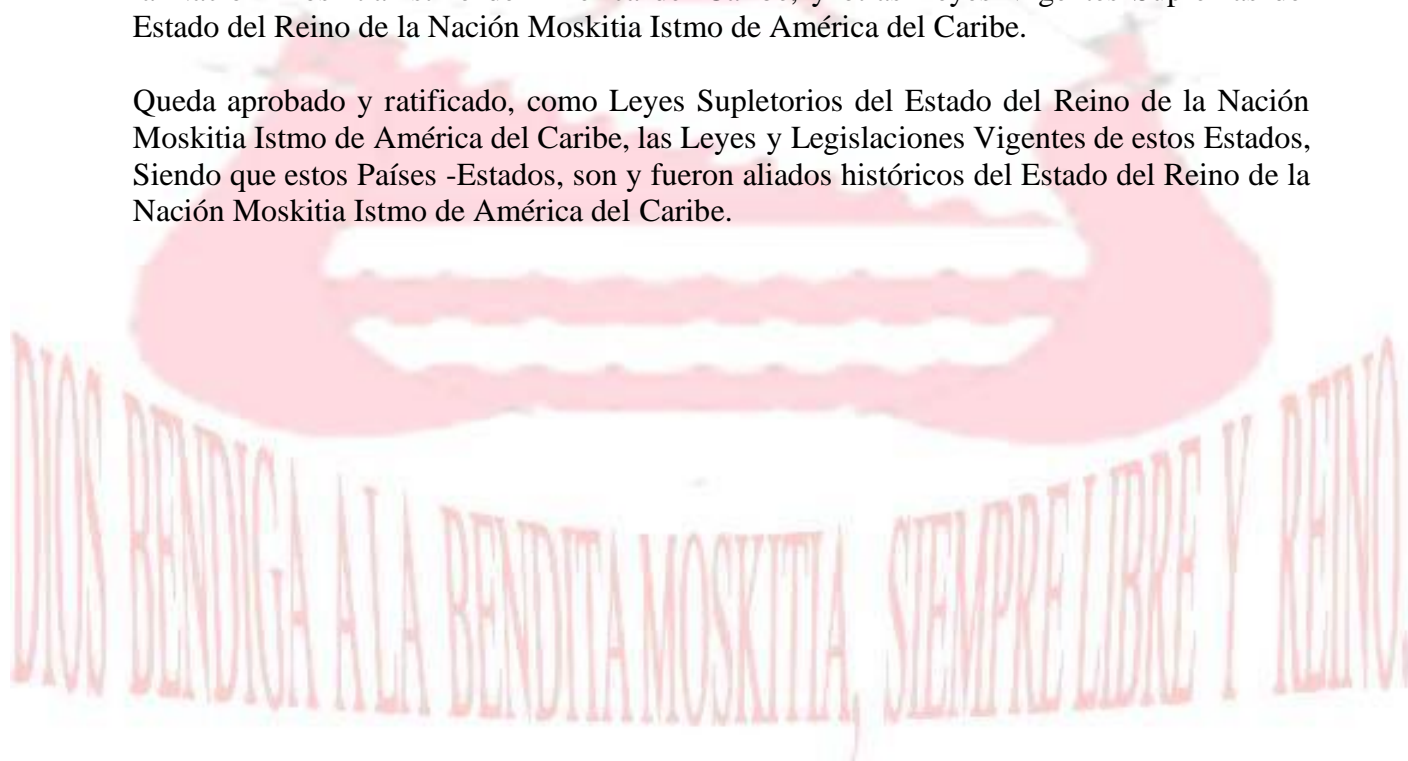 Estado del Reino de la Nación Moskitia Istmo de América del Caribe.
Queda aprobado y ratificado, como Leyes Supletorios del Estado del Reino de la Nación
Moskitia Istmo de América del Caribe, las Leyes y Legislaciones Vigentes de estos Estados,
Siendo que estos Países -Estados, son y fueron aliados históricos del Estado del Reino de la
Nación Moskitia Istmo de América del Caribe.
DIOS BENDIGA A LA BENDITA MOSKITIA, SIEMPRE LIBRE Y REINO.